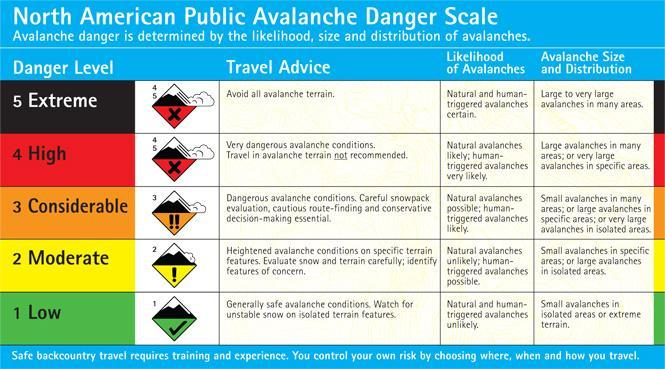 North American Public Avalanche Danger Scale
Avalanche danger is determined by the likelihood, size and distribution of avalanches.
Danger Level
Travel Advice
Likelihood
of Avalanches
Avalanche Size
and Distribution
5 Extreme
4
5
Avoid all avalanche terrain.
Natural and human-
triggered avalanches
certain.
Large to very large
avalanches in many areas.
4 High
4
5
Very dangerous avalanche conditions.
Travel in avalanche terrain not recommended.
Natural avalanches
likely; human-
triggered avalanches
very likely.
Large avalanches in many
areas; or very large
avalanches in specific areas.
3 Considerable
3
!!
Dangerous avalanche conditions. Careful snowpack
evaluation, cautious route-finding and conservative
decision-making essential.
Natural avalanches
possible; human-
triggered avalanches
likely.
Small avalanches in many
areas; or large avalanches in
specific areas; or very large
avalanches in isolated areas.
2 Moderate
2
!
Heightened avalanche conditions on specific terrain
features. Evaluate snow and terrain carefully; identify
features of concern.
Natural avalanches
unlikely; human-
triggered avalanches
possible.
Small avalanches in specific
areas; or large avalanches
in isolated areas.
1 Low
1
Generally safe avalanche conditions. Watch for
unstable snow on isolated terrain features.
Natural and human-
triggered avalanches
unlikely.
Small avalanches in
isolated areas or extreme
terrain.
Safe backcountry travel requires training and experience. You control your own risk by choosing where, when and how you travel.